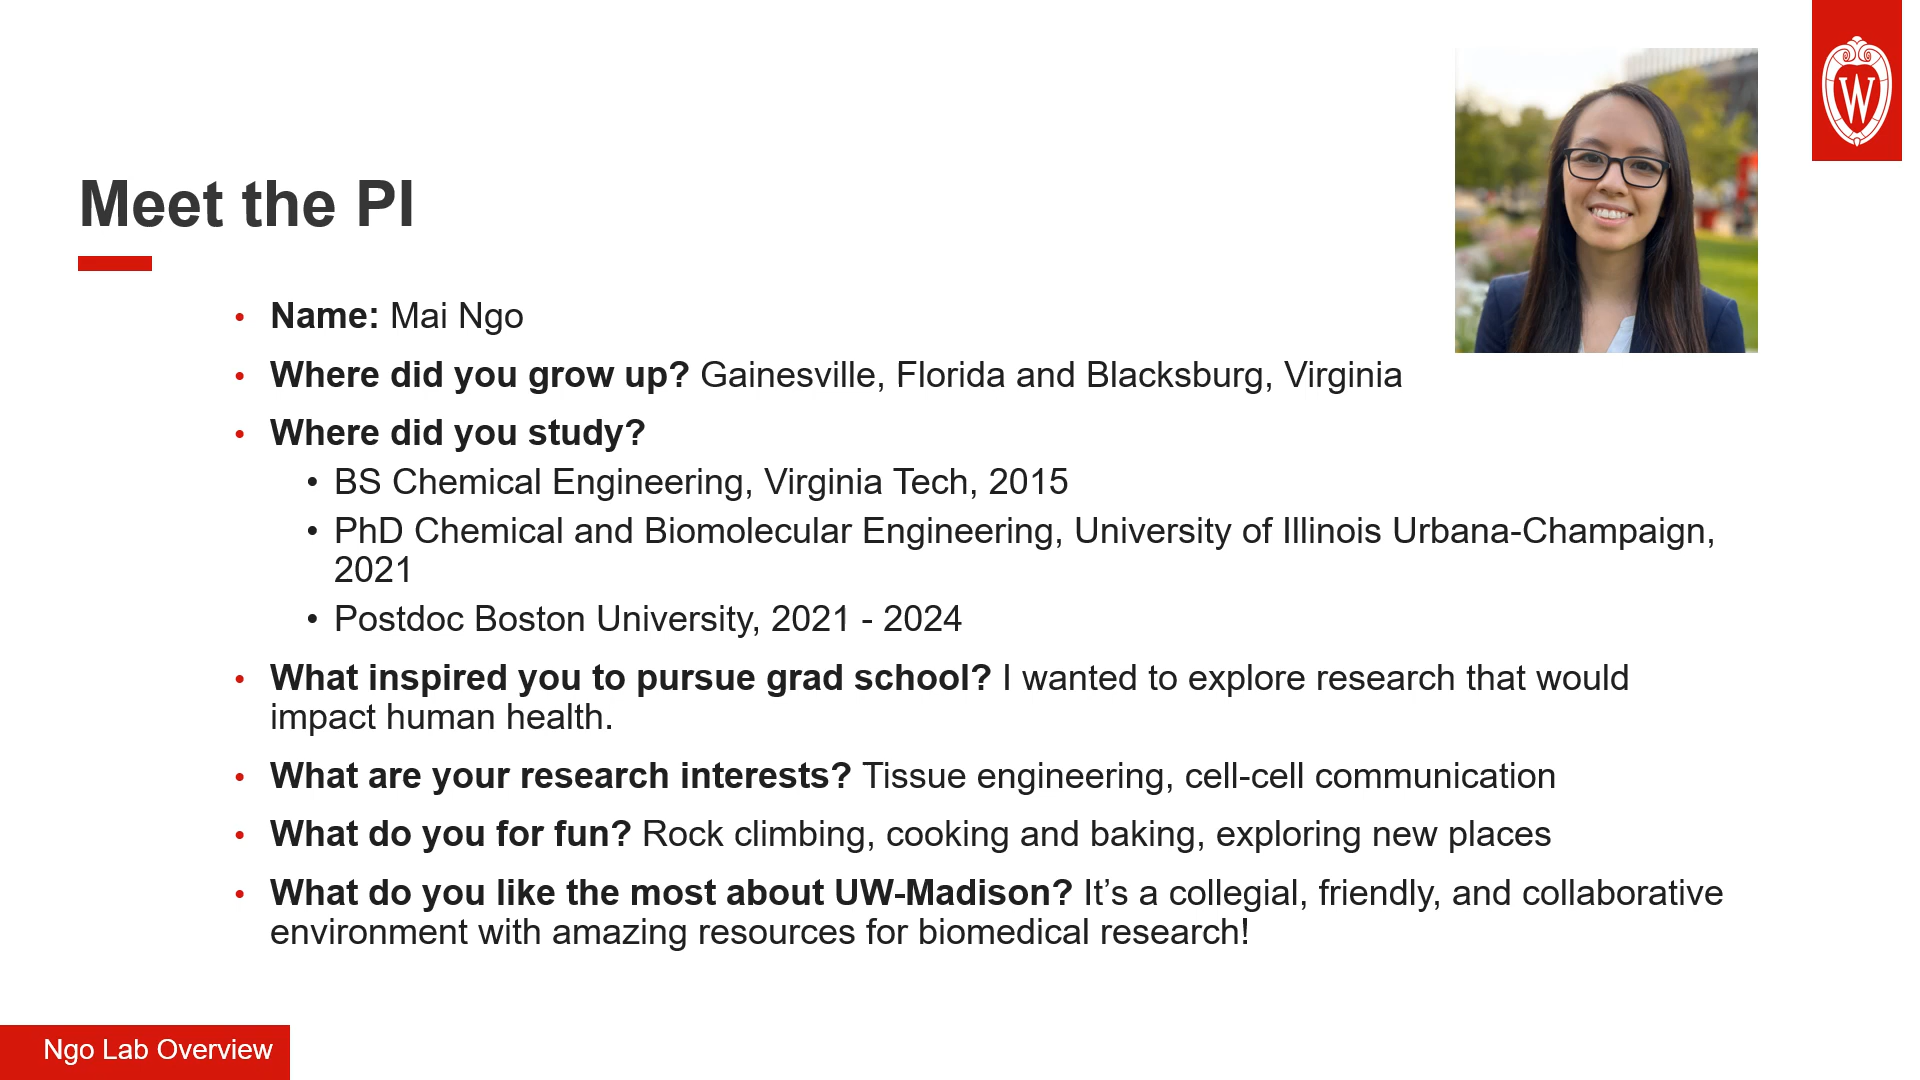 W
Meet the PI
• Name: Mai Ngo
• Where did you grow up? Gainesville, Florida and Blacksburg, Virginia
• Where did you study?
• BS Chemical Engineering, Virginia Tech, 2015
• PhD Chemical and Biomolecular Engineering, University of Illinois Urbana-Champaign,
2021
• Postdoc Boston University, 2021 - 2024
• What inspired you to pursue grad school? I wanted to explore research that would
impact human health.
• What are your research interests? Tissue engineering, cell-cell communication
• What do you for fun? Rock climbing, cooking and baking, exploring new places
• What do you like the most about UW-Madison? It’s a collegial, friendly, and collaborative
environment with amazing resources for biomedical research!
Ngo Lab Overview